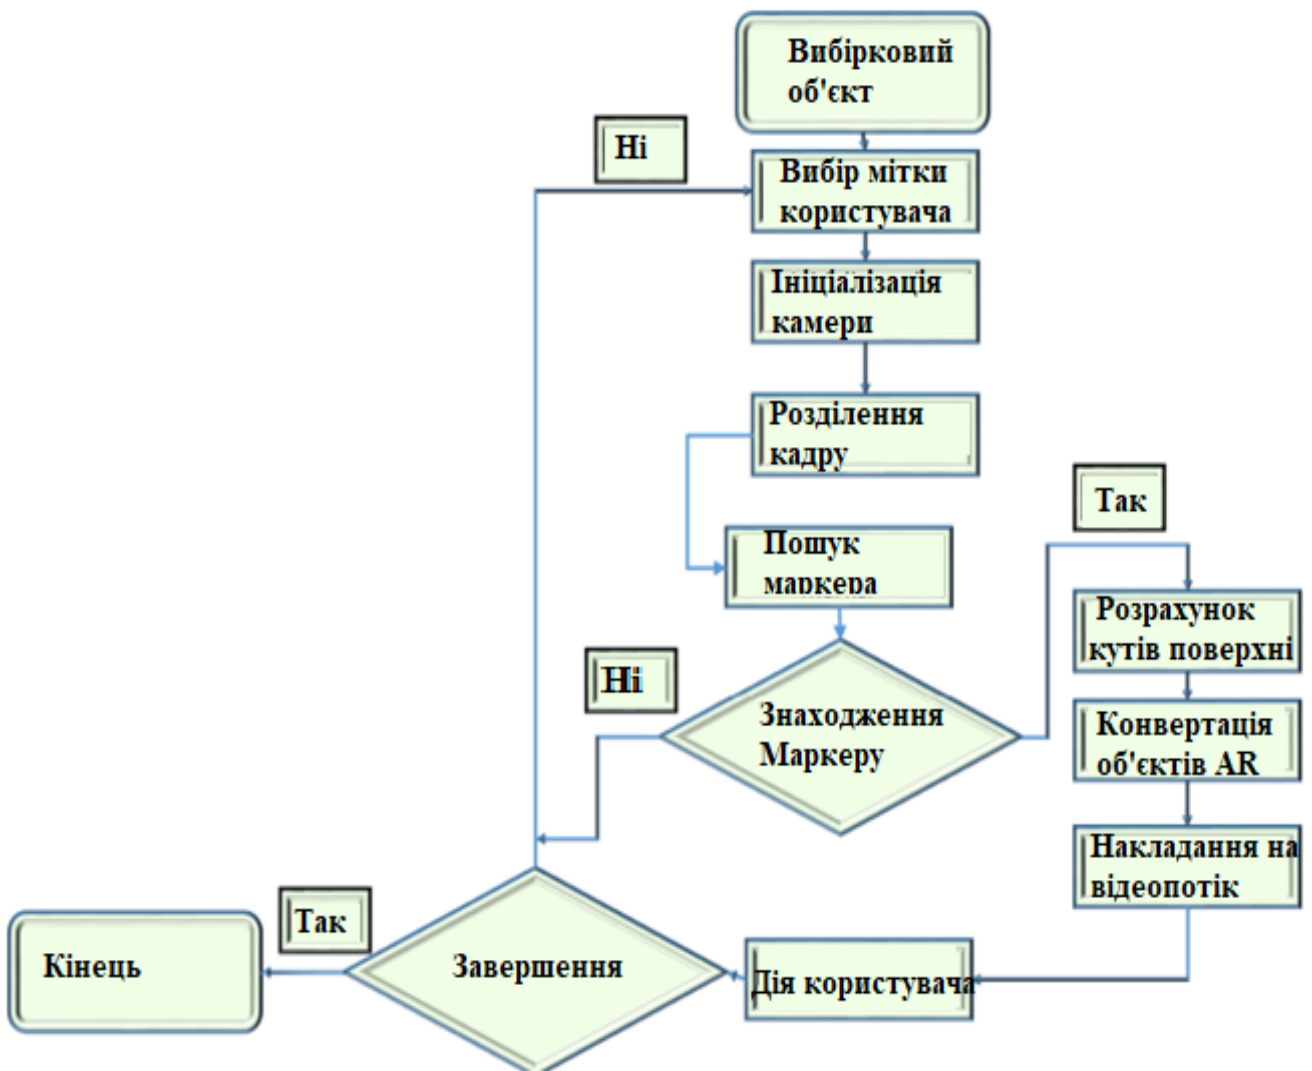 Вибірковий
об'єкт
Ні
Вибір мітки
користувача
Ініціалізація
камери
Розділення
кадру
Так
Пошук
маркера
Розрахунок
кутів поверхні
Ні
Знаходження
Маркеру
Конвертація
об'єктів AR
Накладання на
відеопотік
Так
Кінець
Завершення
Дія користувача